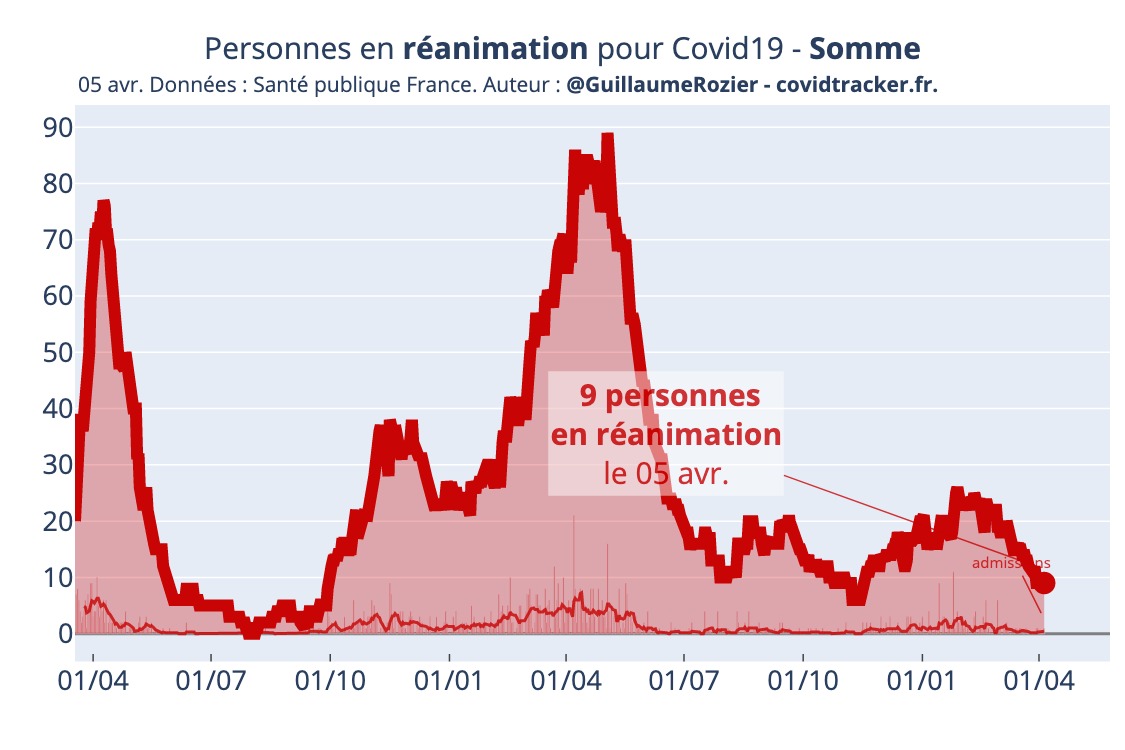 Personnes en réanimation pour Covid19 - Somme
05 avr. Données : Santé publique France. Auteur : @GuillaumeRozier - covidtracker.fr.
90
80
70
60
50
40
30
20
10
0
9 personnes
en réanimation
le 05 avr.
admissions
01/04 01/07 01/10 01/01 01/04 01/07 01/10 01/01 01/04